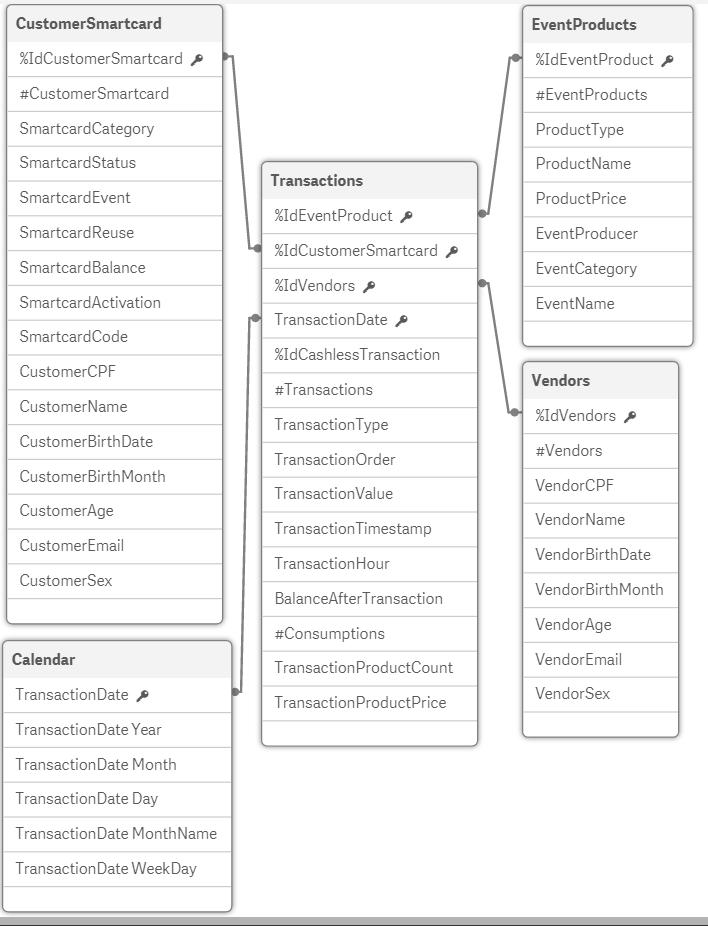 CustomerSmartcard
%IdCustomerSmartcard
#CustomerSmartcard
SmartcardCategory
SmartcardStatus
SmartcardEvent
SmartcardReuse
SmartcardBalance
SmartcardActivation
SmartcardCode
CustomerCPF
CustomerName
CustomerBirthDate
CustomerBirthMonth
CustomerAge
CustomerEmail
CustomerSex
Calendar
TransactionDate
TransactionDate Year
TransactionDate Month
TransactionDate Day
TransactionDate MonthName
TransactionDate WeekDay
Transactions
%IdEventProduct
%IdCustomerSmartcard
%IdVendors
TransactionDate
%IdCashlessTransaction
#Transactions
TransactionType
TransactionOrder
TransactionValue
TransactionTimestamp
TransactionHour
BalanceAfterTransaction
#Consumptions
TransactionProductCount
TransactionProductPrice
EventProducts
%IdEventProduct
#EventProducts
ProductType
ProductName
ProductPrice
EventProducer
EventCategory
EventName
Vendors
%IdVendors
#Vendors
VendorCPF
VendorName
VendorBirthDate
VendorBirthMonth
VendorAge
VendorEmail
VendorSex